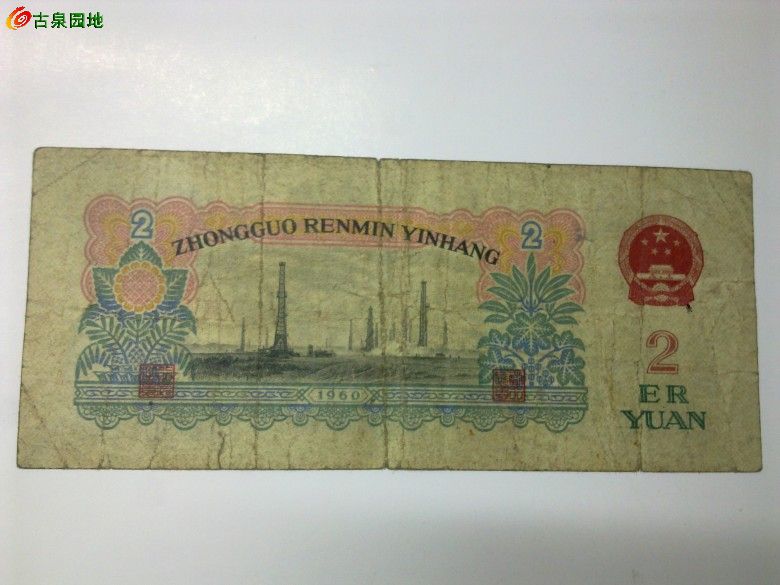 古泉园地
2
2
ZHONGGUO RENMIN YINHANG
1960
2
ER
YUAN